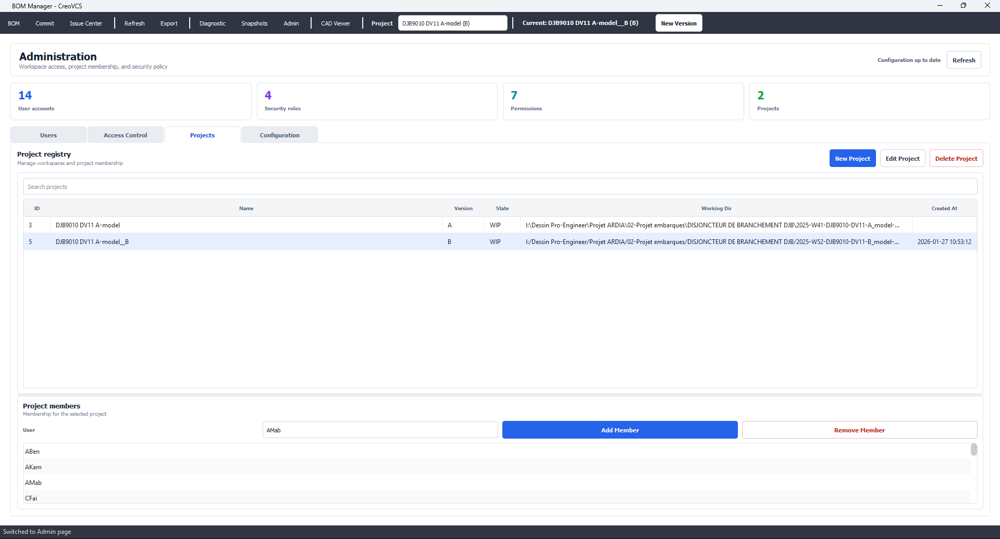 BOM Manager - CreoVCS
BOM Commit Issue Center Refresh Export Diagnostic Snapshots Admin CAD Viewer Project DJB9010 DV11 A-model (B) Current: DJB9010 DV11 A-model__B (B) New Version
Administration
Workspace access, project membership, and security policy
Configuration up to date Refresh
14
User accounts
4
Security roles
7
Permissions
2
Projects
Users Access Control Projects Configuration
Project registry
Manage workspaces and project membership
New Project Edit Project Delete Project
Search projects
ID Name Version State Working Dir Created At
3 DJB9010 DV11 A-model A WIP I:\Dessin Pro-Engineer\Projet ARDIA\02-Projet embarques\DISJONCTEUR DE BRANCHEMENT DJB\2025-W41-DJB9010-DV11-A_model-...
5 DJB9010 DV11 A-model__B B WIP I:/Dessin Pro-Engineer/Projet ARDIA/02-Projet embarques/DISJONCTEUR DE BRANCHEMENT DJB/2025-W52-DJB9010-DV11-B_model-... 2026-01-27 10:53:12
Project members
Membership for the selected project
User AMab Add Member Remove Member
ABen
AKam
AMab
CFai
Switched to Admin page